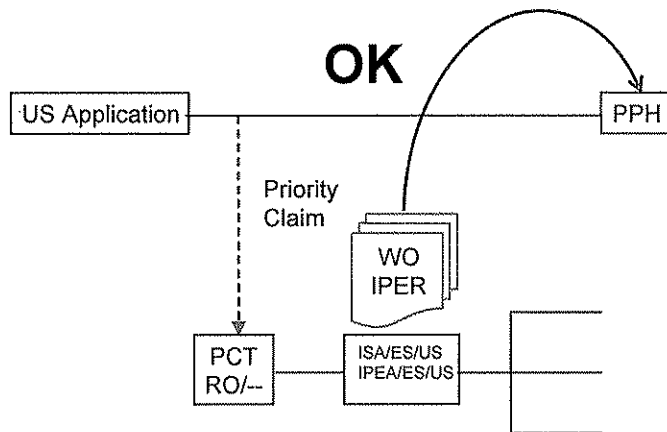 OK
US Application
PPH
Priority
Claim
WO
IPER
PCT
RO/--
ISA/ES/US
IPEA/ES/US